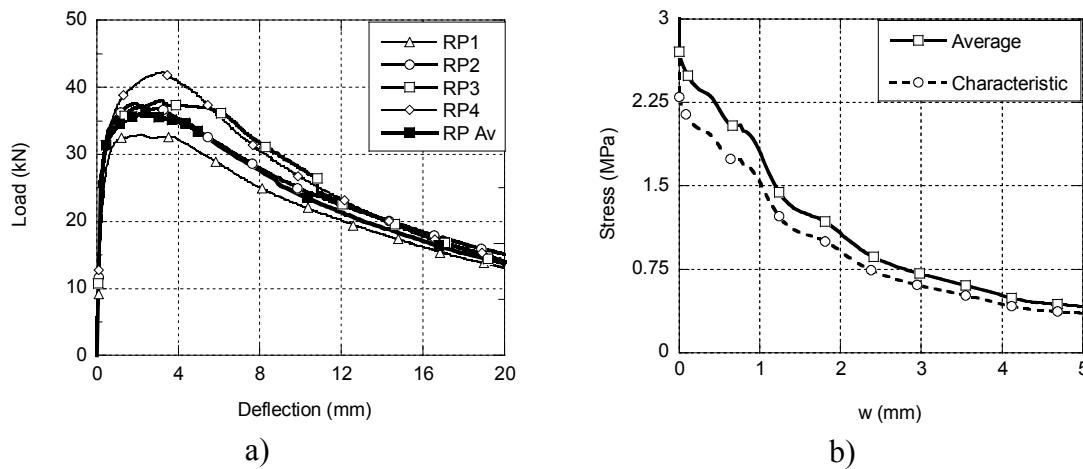 50
40
30
20
10
0
Load (kN)
RP1
RP2
RP3
RP4
RP Av
0 4 8 12 16 20
Deflection (mm)
a)
3
2.25
1.5
0.75
0
Stress (MPa)
Average
Characteristic
0 1 2 3 4 5
w (mm)
b)